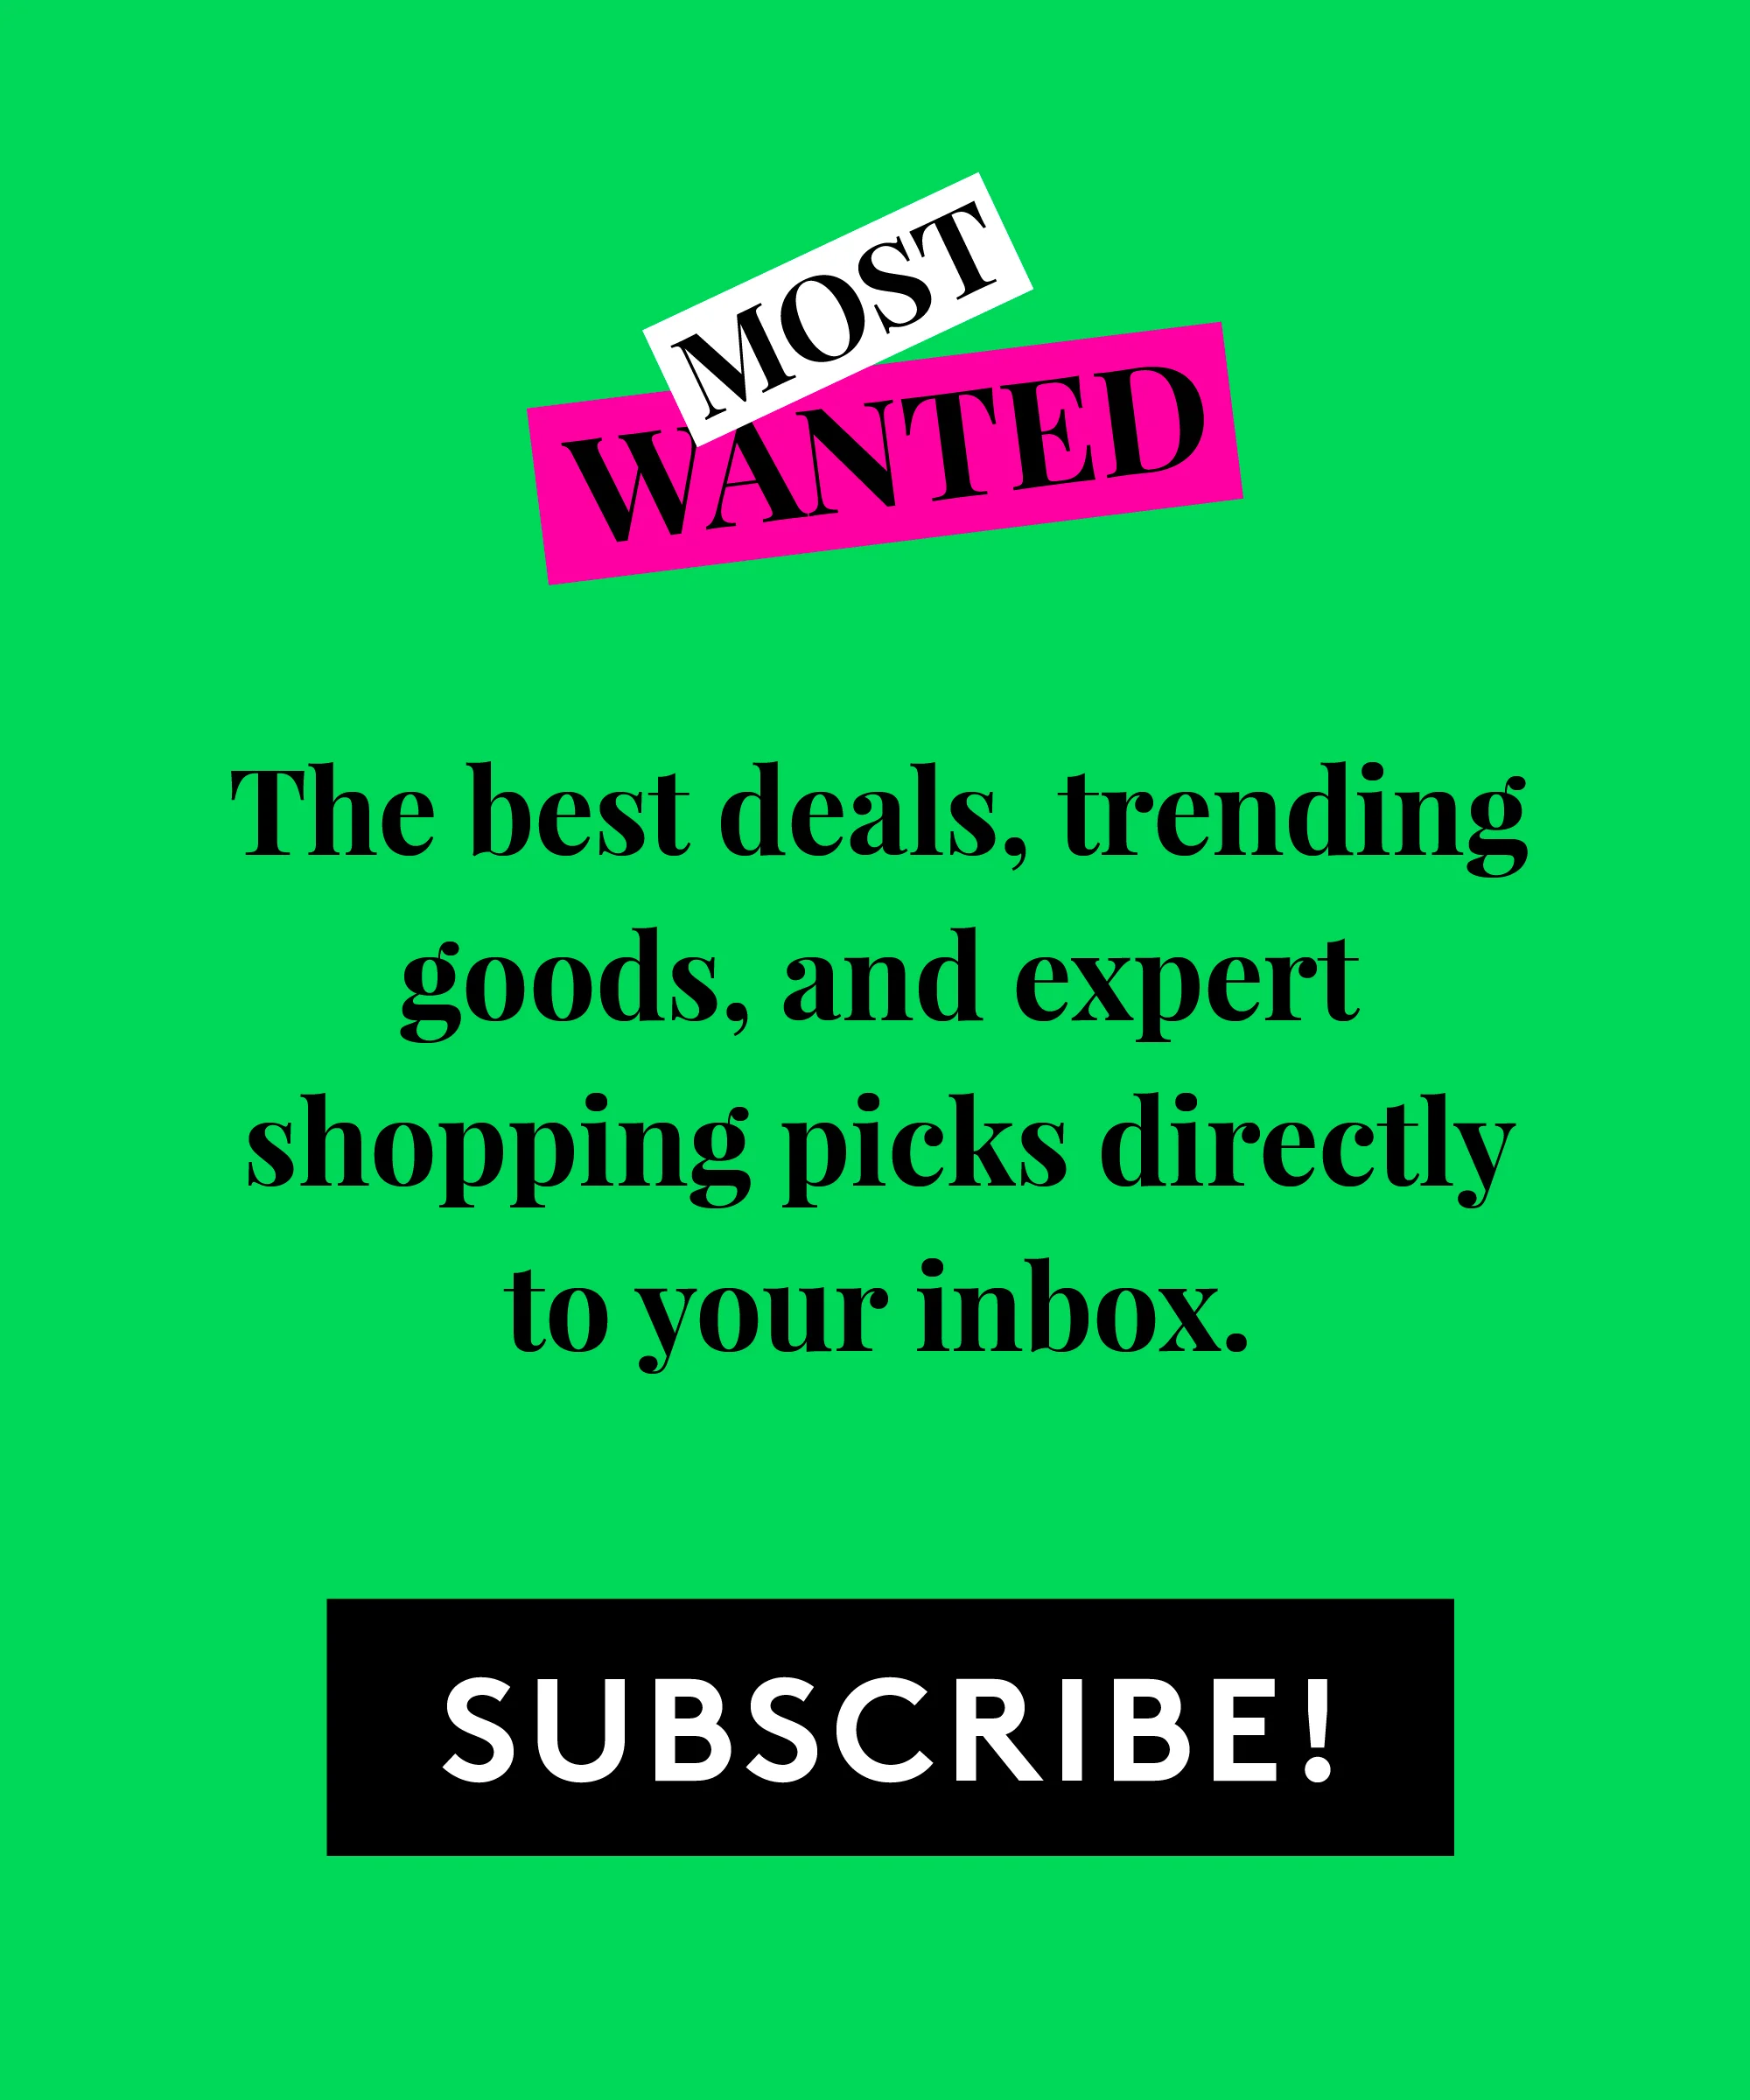 MOST
WANTED
The best deals, trending
goods, and expert
shopping picks directly
to your inbox.
SUBSCRIBE!